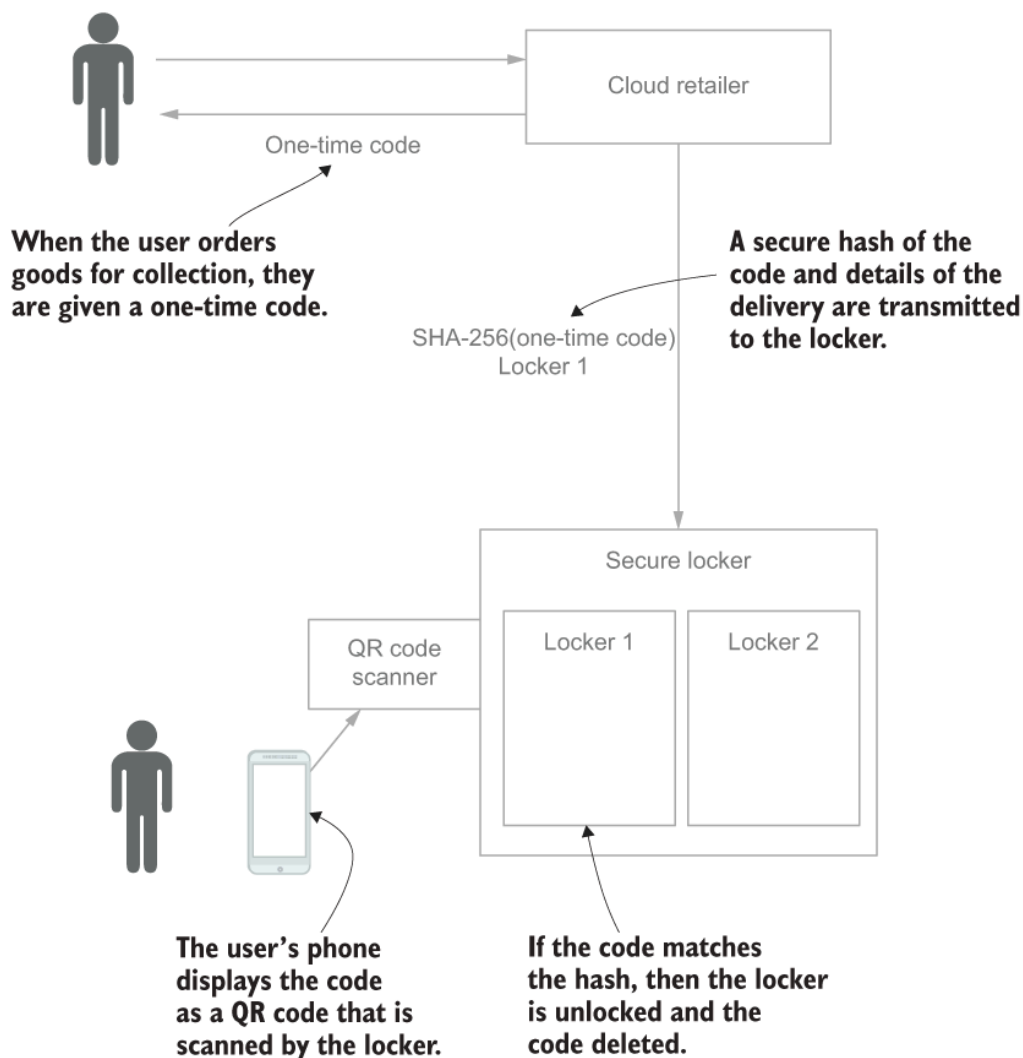 Cloud retailer
One-time code
When the user orders
goods for collection, they
are given a one-time code.
A secure hash of the
code and details of the
delivery are transmitted
to the locker.
SHA-256(one-time code)
Locker 1
Secure locker
QR code
scanner
Locker 1
Locker 2
The user's phone
displays the code
as a QR code that is
scanned by the locker.
If the code matches
the hash, then the locker
is unlocked and the
code deleted.